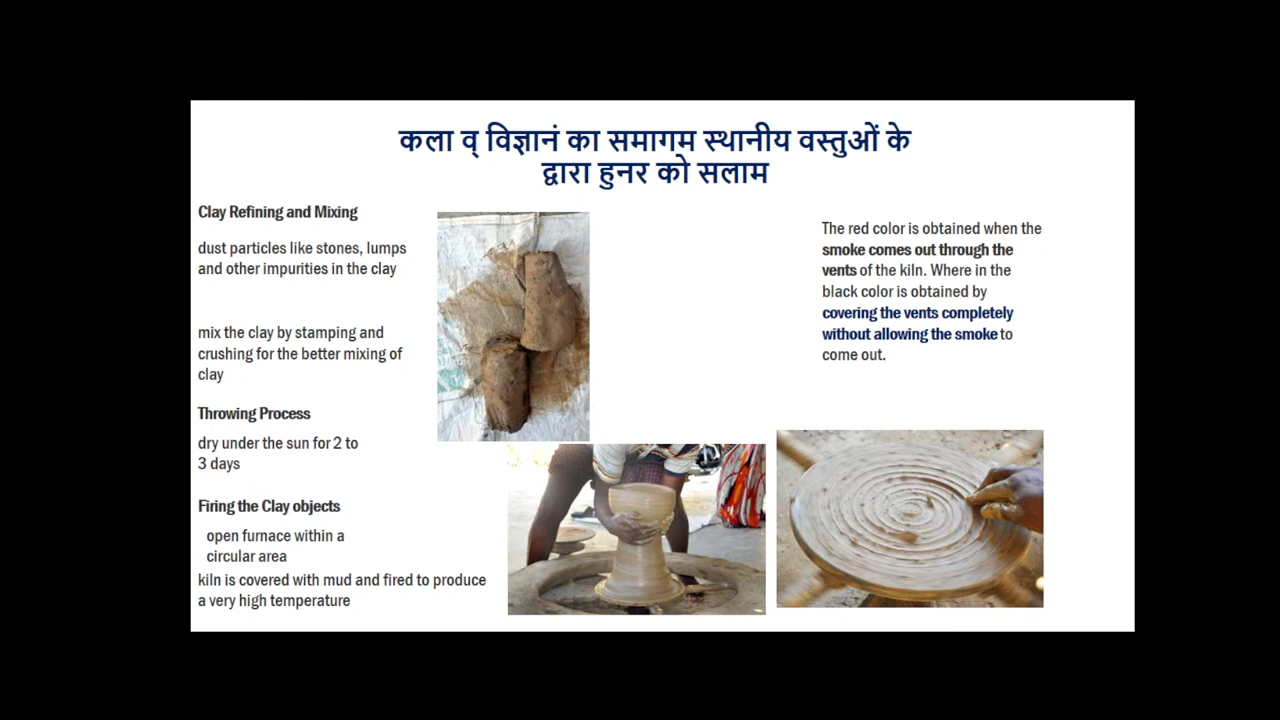 कला व् विज्ञानं का समागम स्थानीय वस्तुओं के
द्वारा हुनर को सलाम
Clay Refining and Mixing
dust particles like stones, lumps
and other impurities in the clay
mix the clay by stamping and
crushing for the better mixing of
clay
Throwing Process
dry under the sun for 2 to
3 days
Firing the Clay objects
open furnace within a
circular area
kiln is covered with mud and fired to produce
a very high temperature
The red color is obtained when the
smoke comes out through the
vents of the kiln. Where in the
black color is obtained by
covering the vents completely
without allowing the smoke to
come out.